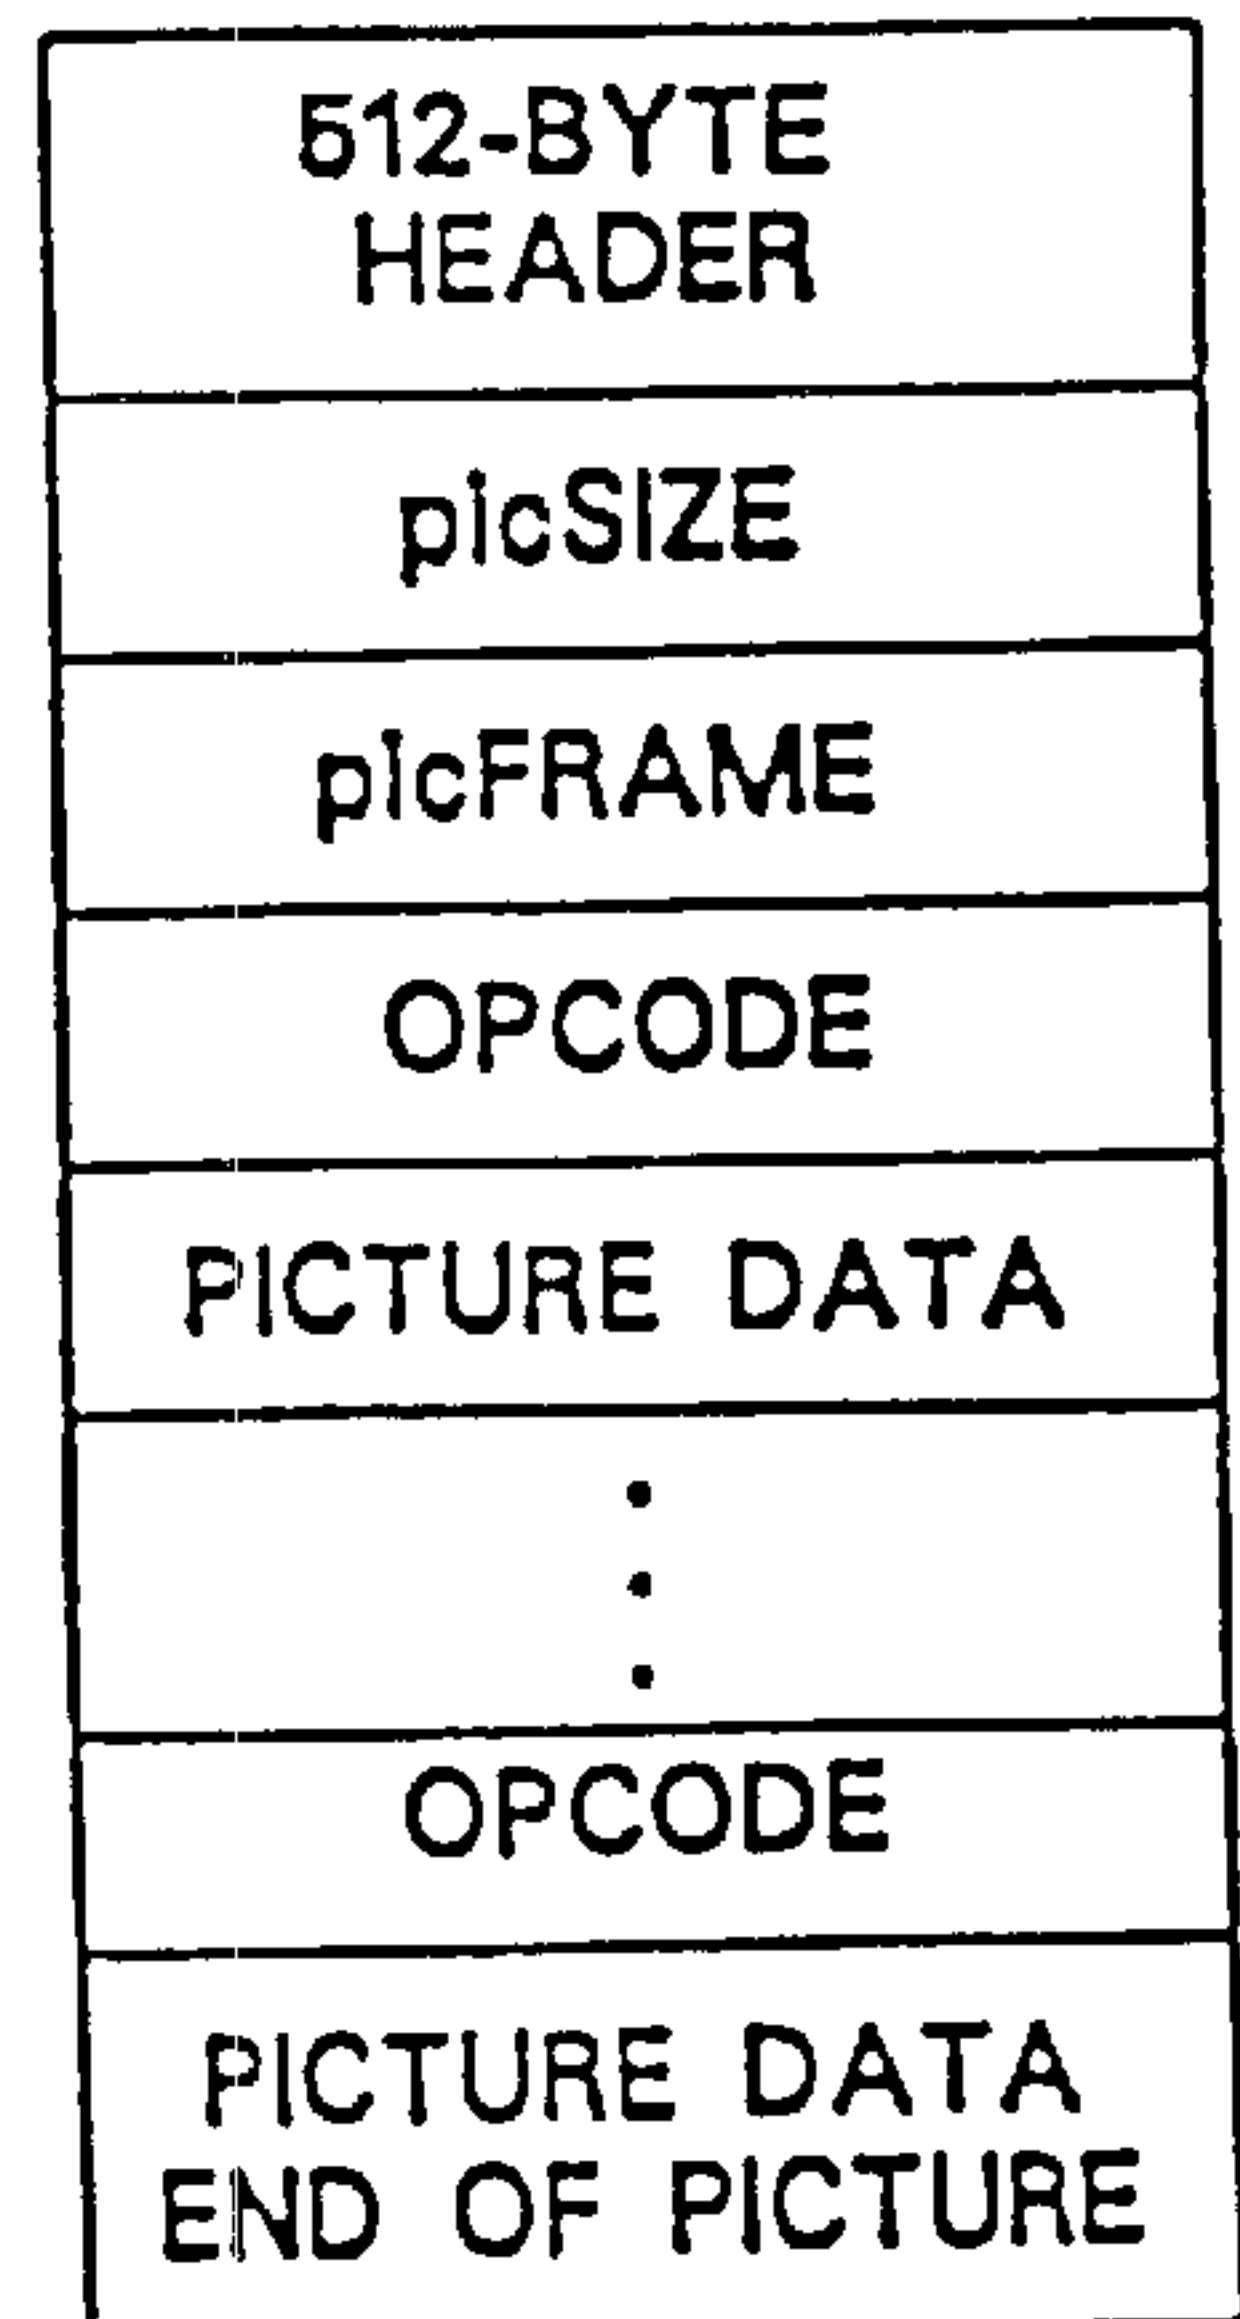 512-BYTE
HEADER
picSIZE
picFRAME
OPCODE
PICTURE DATA
OPCODE
PICTURE DATA
END OF PICTURE